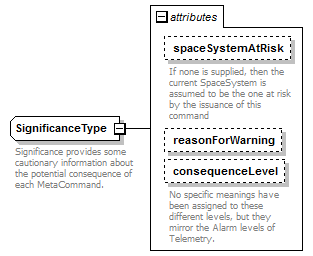 attributes
spaceSystemAtRisk
If none is supplied, then the
current SpaceSystem is
assumed to be the one at risk
by the issuance of this
command
SignificanceType
Significance provides some
cautionary information about
the potential consequence of
each MetaCommand.
reasonForWarning
consequenceLevel
No specific meanings have
been assigned to these
different levels, but they
mirror the Alarm levels of
Telemetry.